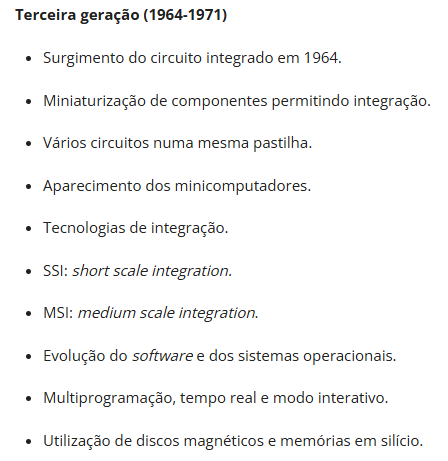 Terceira geração (1964-1971)
• Surgimento do circuito integrado em 1964.
• Miniaturização de componentes permitindo integração.
• Vários circuitos numa mesma pastilha.
• Aparecimento dos minicomputadores.
• Tecnologias de integração.
• SSI: short scale integration.
• MSI: medium scale integration.
• Evolução do software e dos sistemas operacionais.
• Multiprogramação, tempo real e modo interativo.
• Utilização de discos magnéticos e memórias em silício.